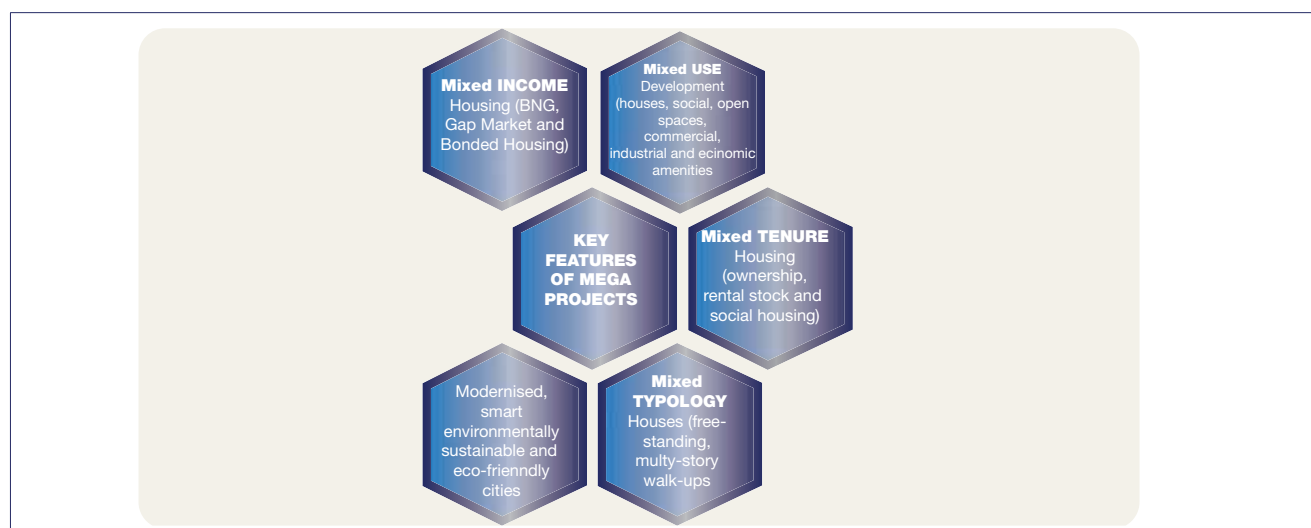 Mixed INCOME
Housing (BNG,
Gap Market and
Bonded Housing)
Mixed USE
Development
(houses, social, open
spaces,
commercial,
industrial and ecinomic
amenities
KEY
FEATURES
OF MEGA
PROJECTS
Mixed TENURE
Housing
(ownership,
rental stock and
social housing)
Modernised,
smart
environmentally
sustainable and
eco-frienndly
cities
Mixed
TYPOLOGY
Houses (free-
standing,
multy-story
walk-ups